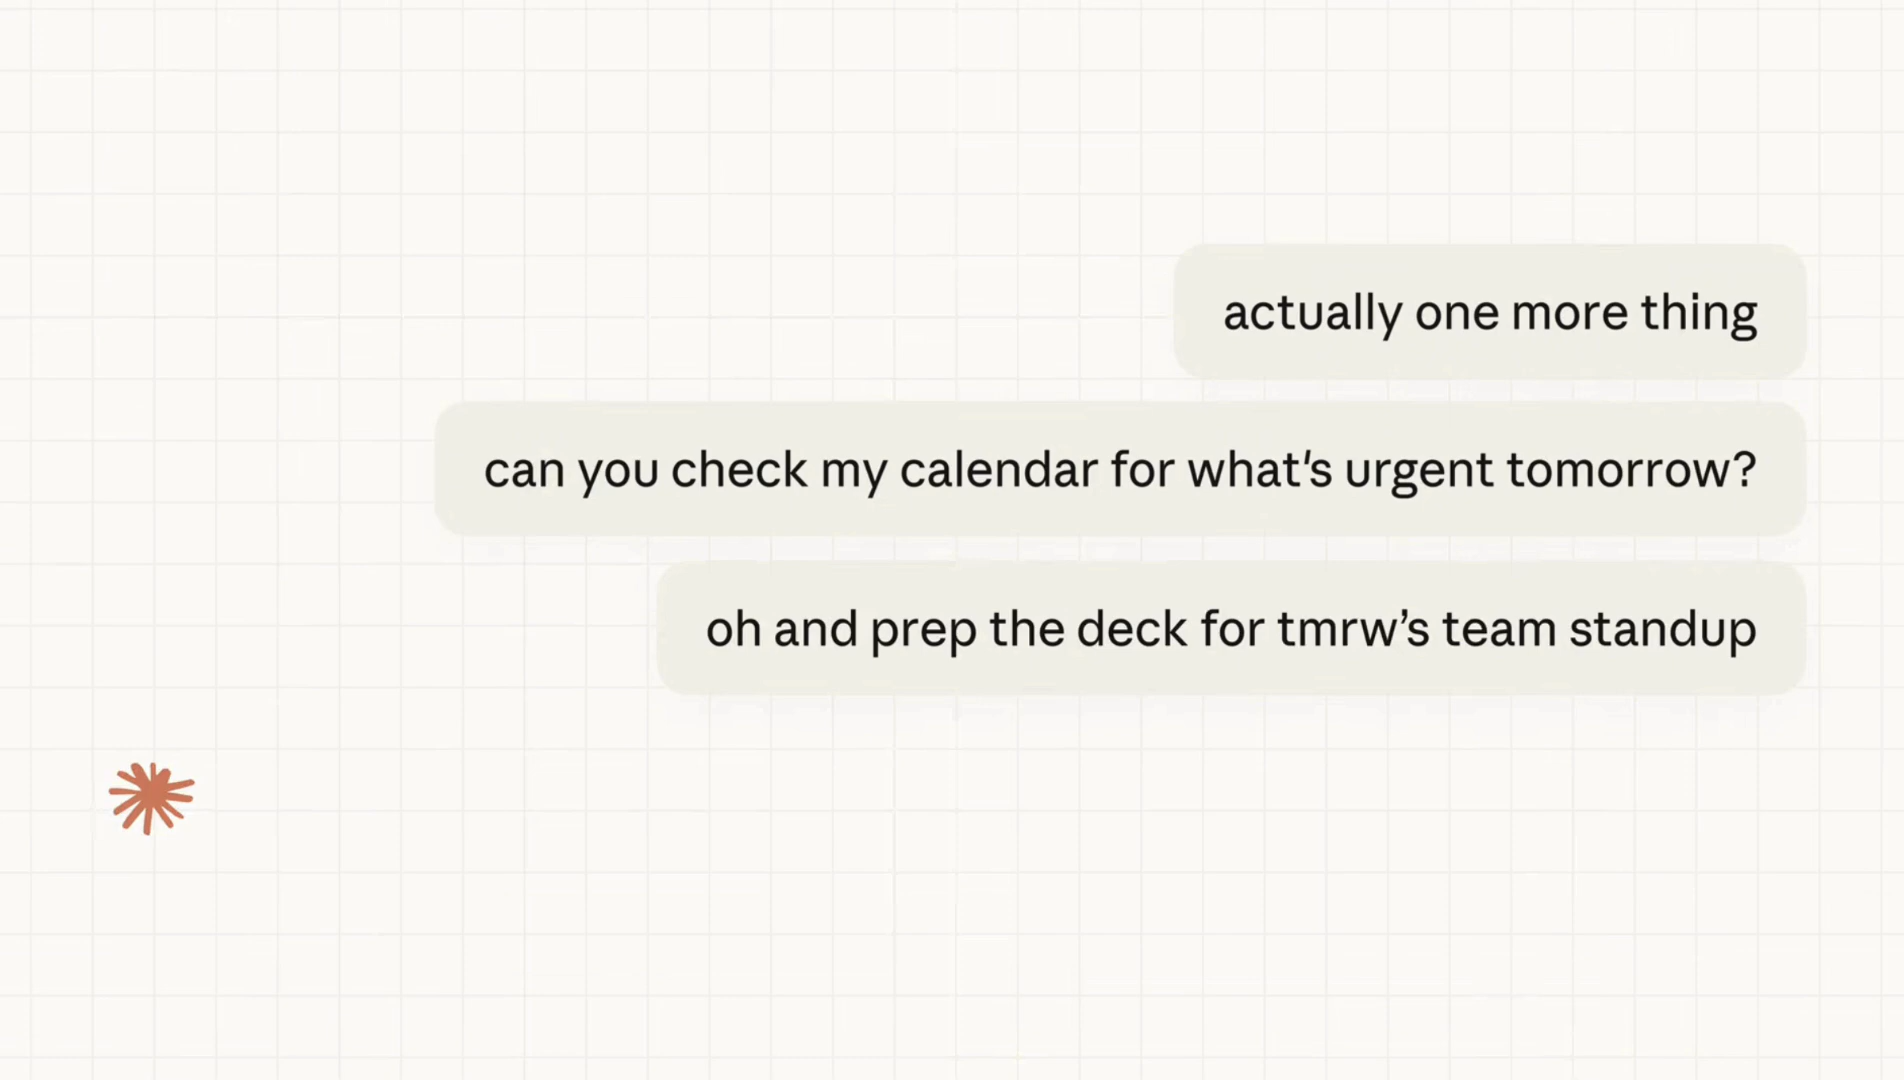 actually one more thing
can you check my calendar for what's urgent tomorrow?
oh and prep the deck for tmrw’s team standup